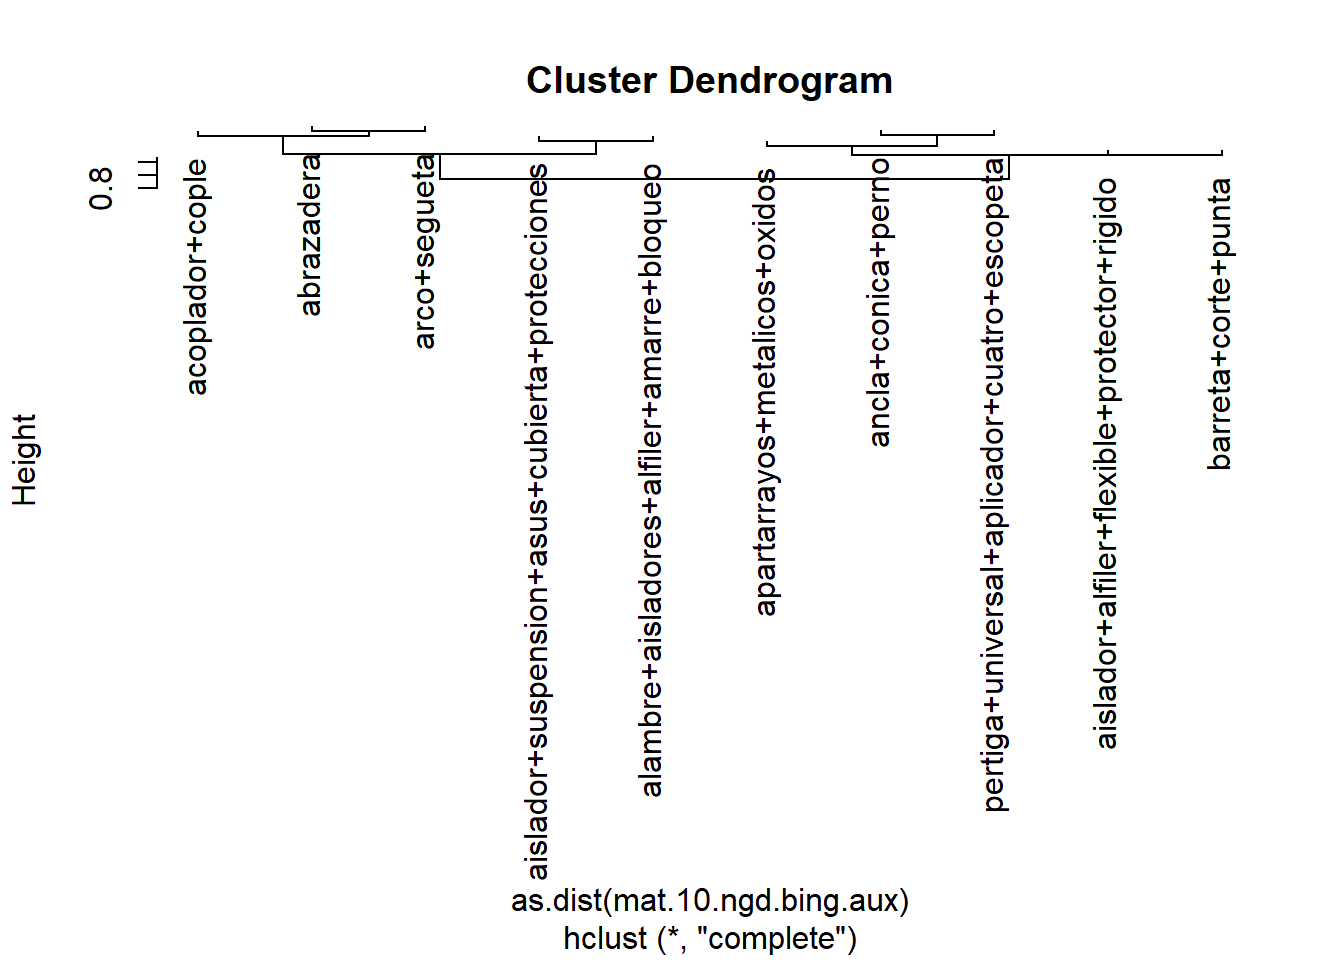 Cluster Dendrogram
Height
0.8
acoplador+cople
abrazadera
arco+segueta
aislador+suspension+asus+cubierta+protecciones
alambre+aisladores+alfiler+amarre+bloqueo
apartarrayos+metalicos+oxidos
ancla+conica+perno
pertiga+universal+aplicador+cuatro+escopeta
aislador+alfiler+flexible+protector+rigido
barreta+corte+punta
as.dist(mat.10.ngd.bing.aux)
hclust (*, "complete")